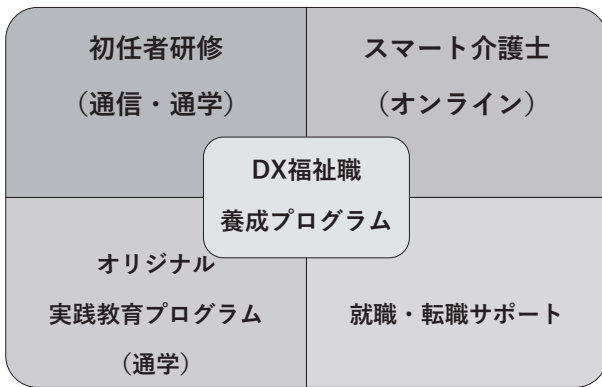 初任者研修
（通信・通学）
スマート介護士
（オンライン）
DX福祉職
養成プログラム
オリジナル
実践教育プログラム
（通学）
就職・転職サポート